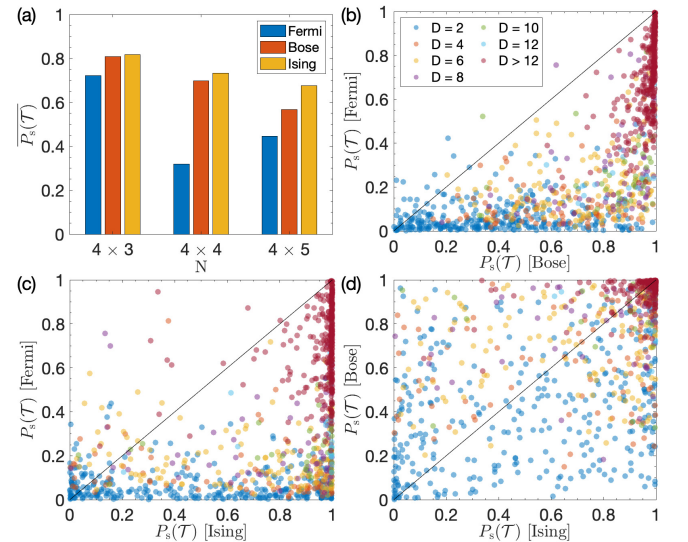 (a)
1
0.8
0.6
0.4
0.2
0
P_s(𝒯)
Fermi
Bose
Ising
4 × 3
4 × 4
4 × 5
N
(b)
1
0.8
0.6
0.4
0.2
0
P_s(𝒯) [Fermi]
D = 2
D = 4
D = 6
D = 8
D = 10
D = 12
D > 12
0
0.2
0.4
0.6
0.8
1
P_s(𝒯) [Bose]
(c)
1
0.8
0.6
0.4
0.2
0
P_s(𝒯) [Fermi]
0
0.2
0.4
0.6
0.8
1
P_s(𝒯) [Ising]
(d)
1
0.8
0.6
0.4
0.2
0
P_s(𝒯) [Bose]
0
0.2
0.4
0.6
0.8
1
P_s(𝒯) [Ising]